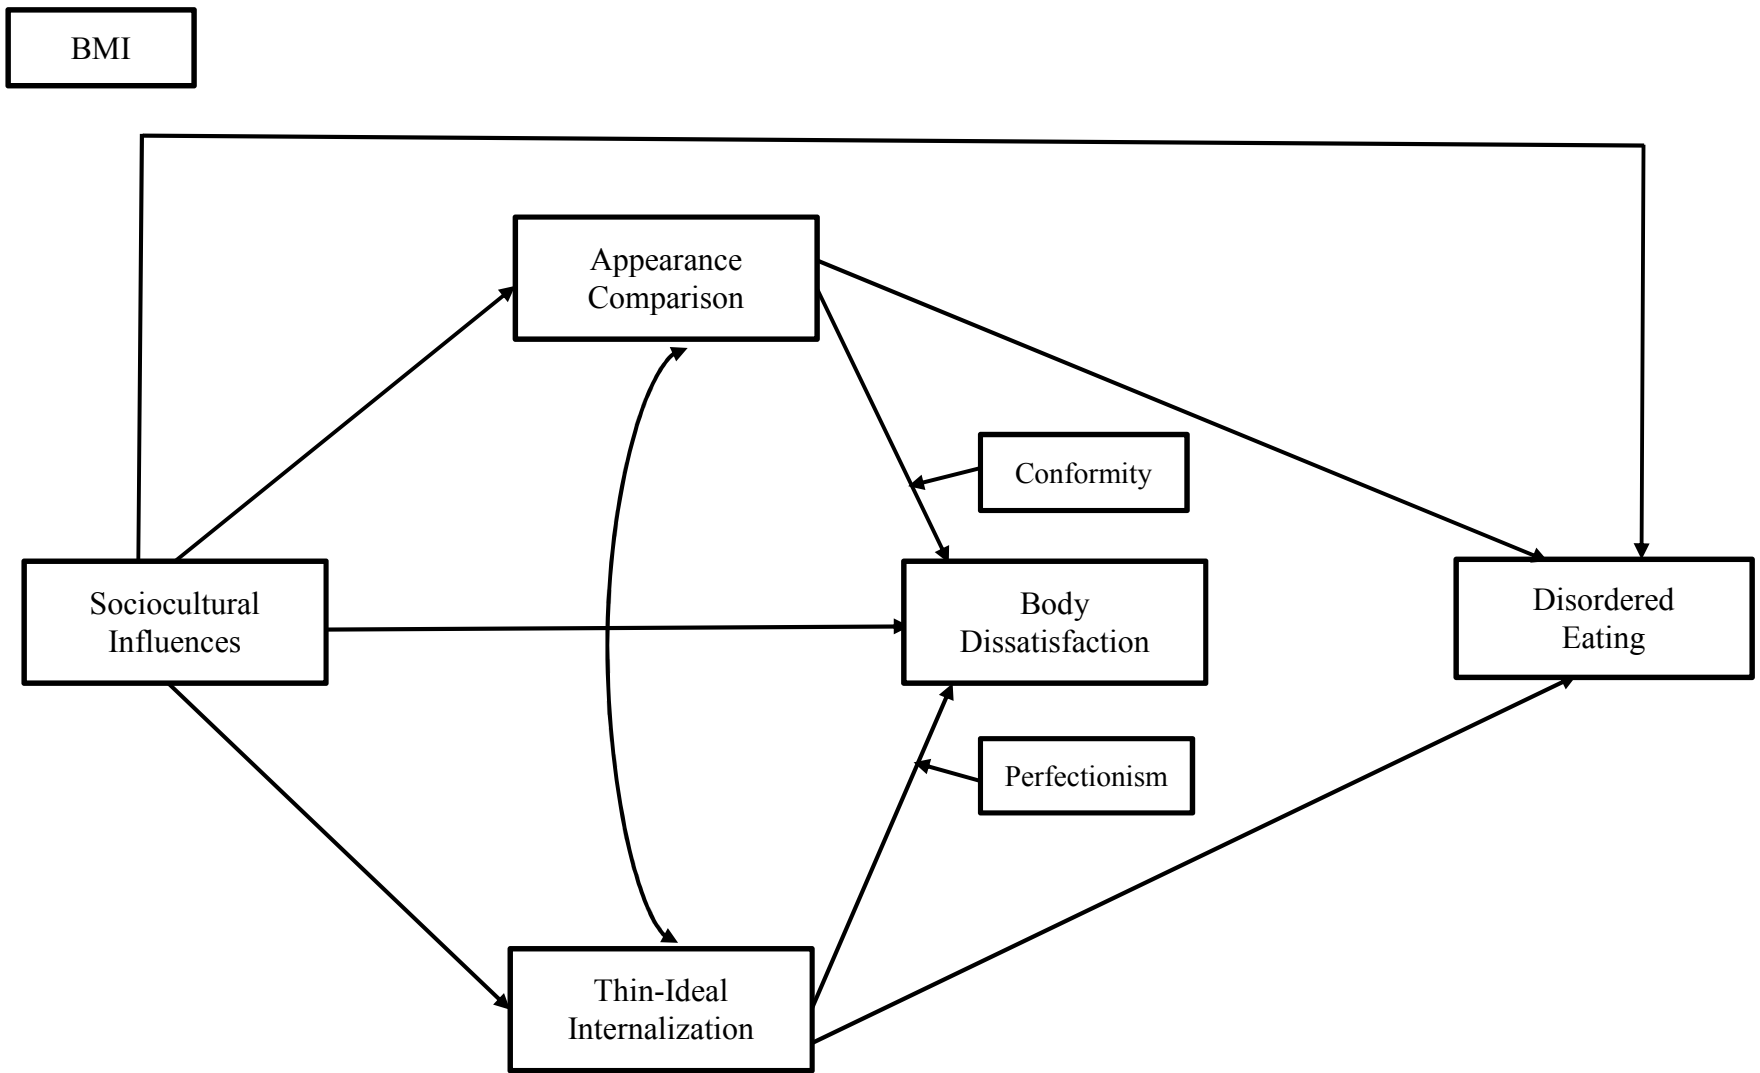 BMI
Appearance
Comparison
Conformity
Sociocultural
Influences
Body
Dissatisfaction
Disordered
Eating
Perfectionism
Thin-Ideal
Internalization